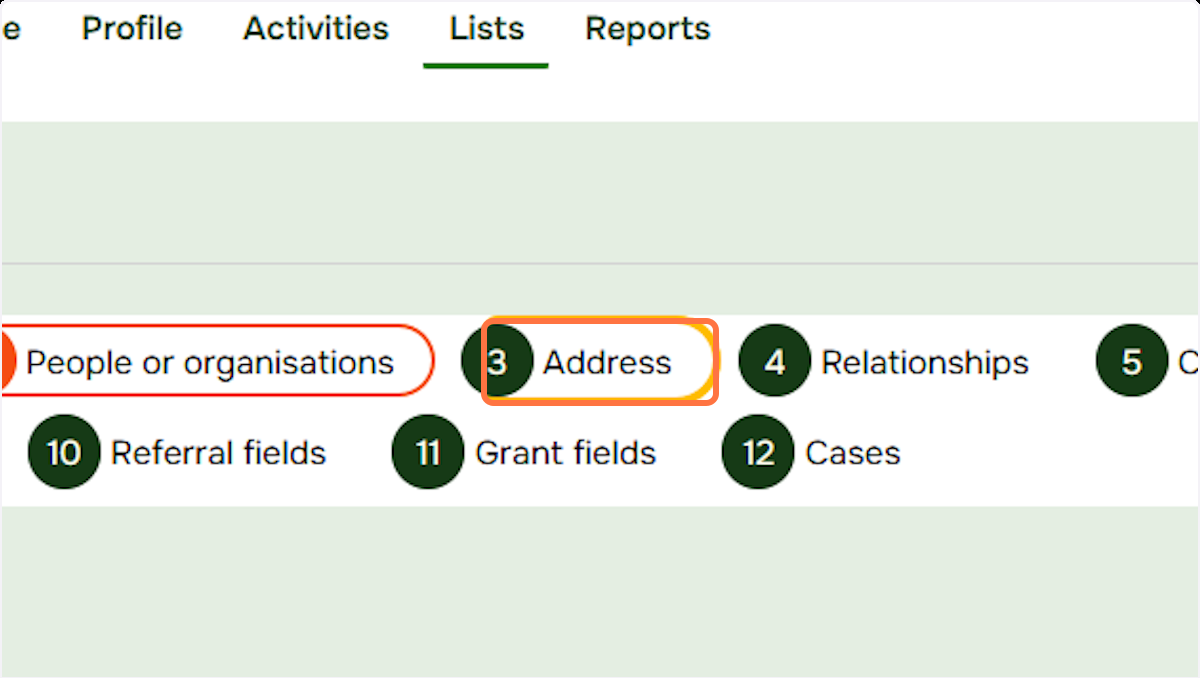 e Profile Activities Lists Reports
People or organisations 3 Address 4 Relationships 5 C
10 Referral fields 11 Grant fields 12 Cases